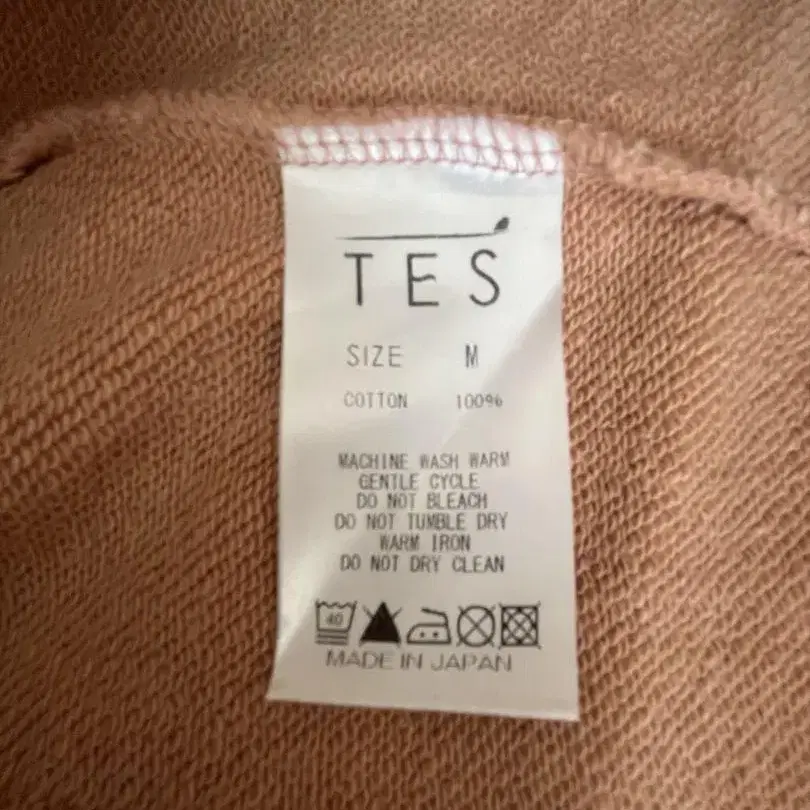 TES
SIZE M
COTTON 100%
MACHINE WASH WARM
GENTLE CYCLE
DO NOT BLEACH
DO NOT TUMBLE DRY
WARM IRON
DO NOT DRY CLEAN
40
MADE IN JAPAN